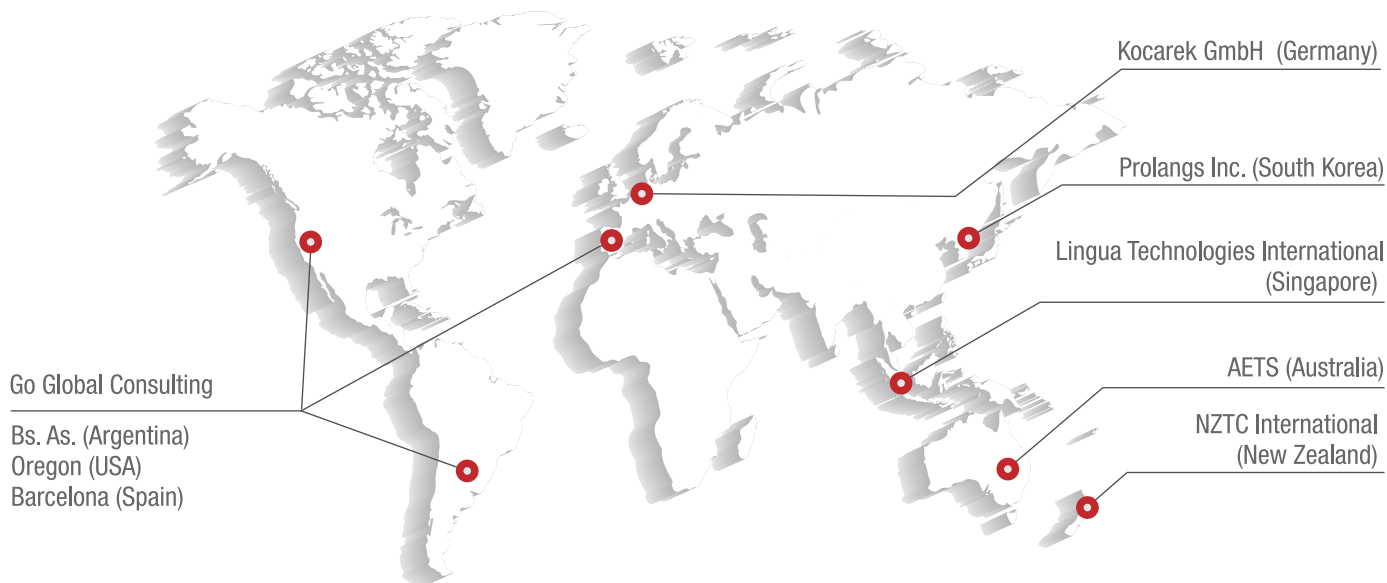 Kocarek GmbH (Germany)
Prolangs Inc. (South Korea)
Lingua Technologies International
(Singapore)
AETS (Australia)
NZTC International
(New Zealand)
Go Global Consulting
Bs. As. (Argentina)
Oregon (USA)
Barcelona (Spain)